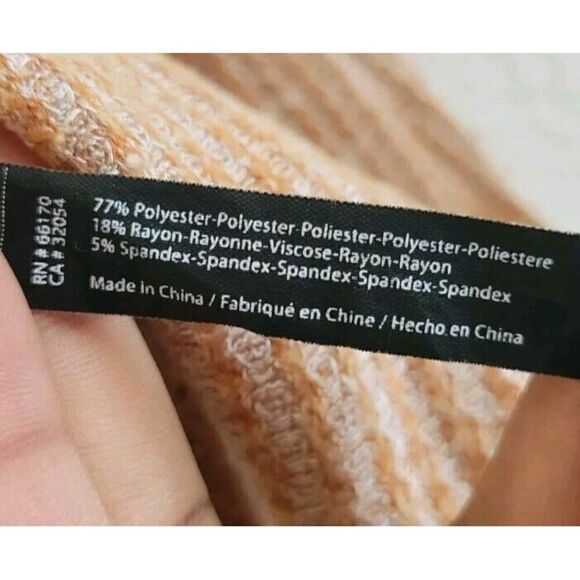 RN # 66170
CA # 32054
77% Polyester-Polyester-Poliester-Polyester-Poliestere
18% Rayon-Rayonne-Viscose-Rayon-Rayon
5% Spandex-Spandex-Spandex-Spandex-Spandex
Made in China / Fabriqué en Chine / Hecho en China